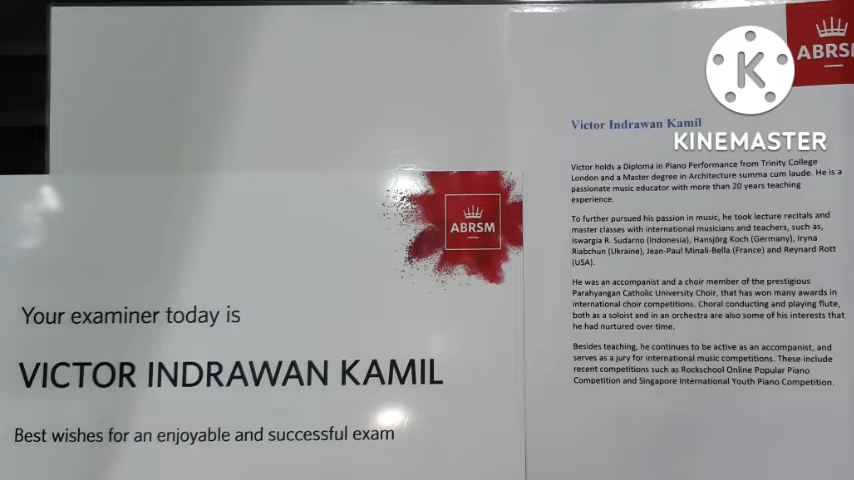 ABRSM
Your examiner today is
VICTOR INDRAWAN KAMIL
Best wishes for an enjoyable and successful exam
ABRSM
K
KINEMASTER
Victor Indrawan Kamil
Victor holds a Diploma in Piano Performance from Trinity College
London and a Master degree in Architecture summa cum laude. He is a
passionate music educator with more than 20 years teaching
experience.
To further pursued his passion in music, he took lecture recitals and
master classes with international musicians and teachers, such as,
Iswargia R. Sudarno (Indonesia), Hansjörg Koch (Germany), Iryna
Riabchun (Ukraine), Jean-Paul Minali-Bella (France) and Reynard Rott
(USA).
He was an accompanist and a choir member of the prestigious
Parahyangan Catholic University Choir, that has won many awards in
international choir competitions. Choral conducting and playing flute,
both as a soloist and in an orchestra are also some of his interests that
he had nurtured over time.
Besides teaching, he continues to be active as an accompanist, and
serves as a jury for international music competitions. These include
recent competitions such as Rockschool Online Popular Piano
Competition and Singapore International Youth Piano Competition.